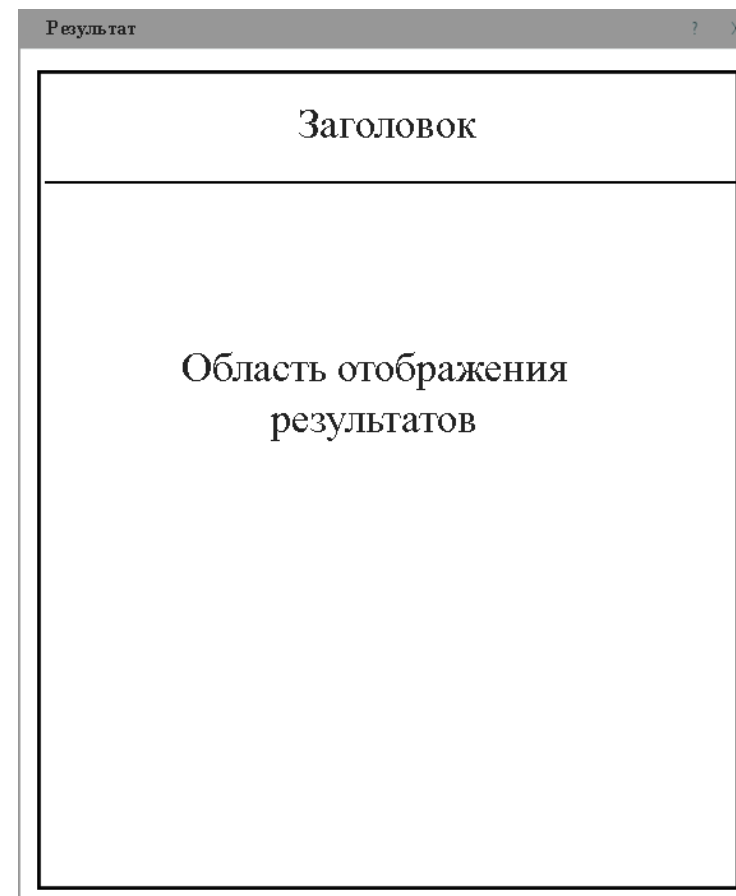 Результат ? X
Заголовок
Область отображения
результатов